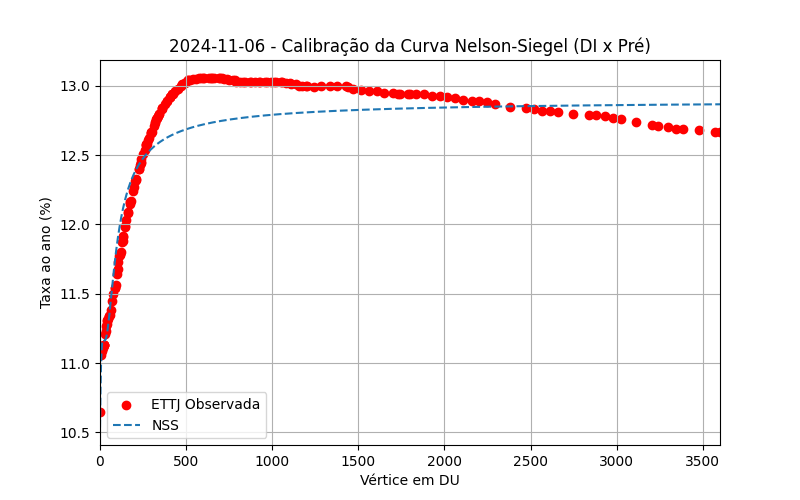 2024-11-06 - Calibração da Curva Nelson-Siegel (DI x Pré)
Taxa ao ano (%)
13.0
12.5
12.0
11.5
11.0
10.5
ETTJ Observada
NSS
0 500 1000 1500 2000 2500 3000 3500
Vértice em DU